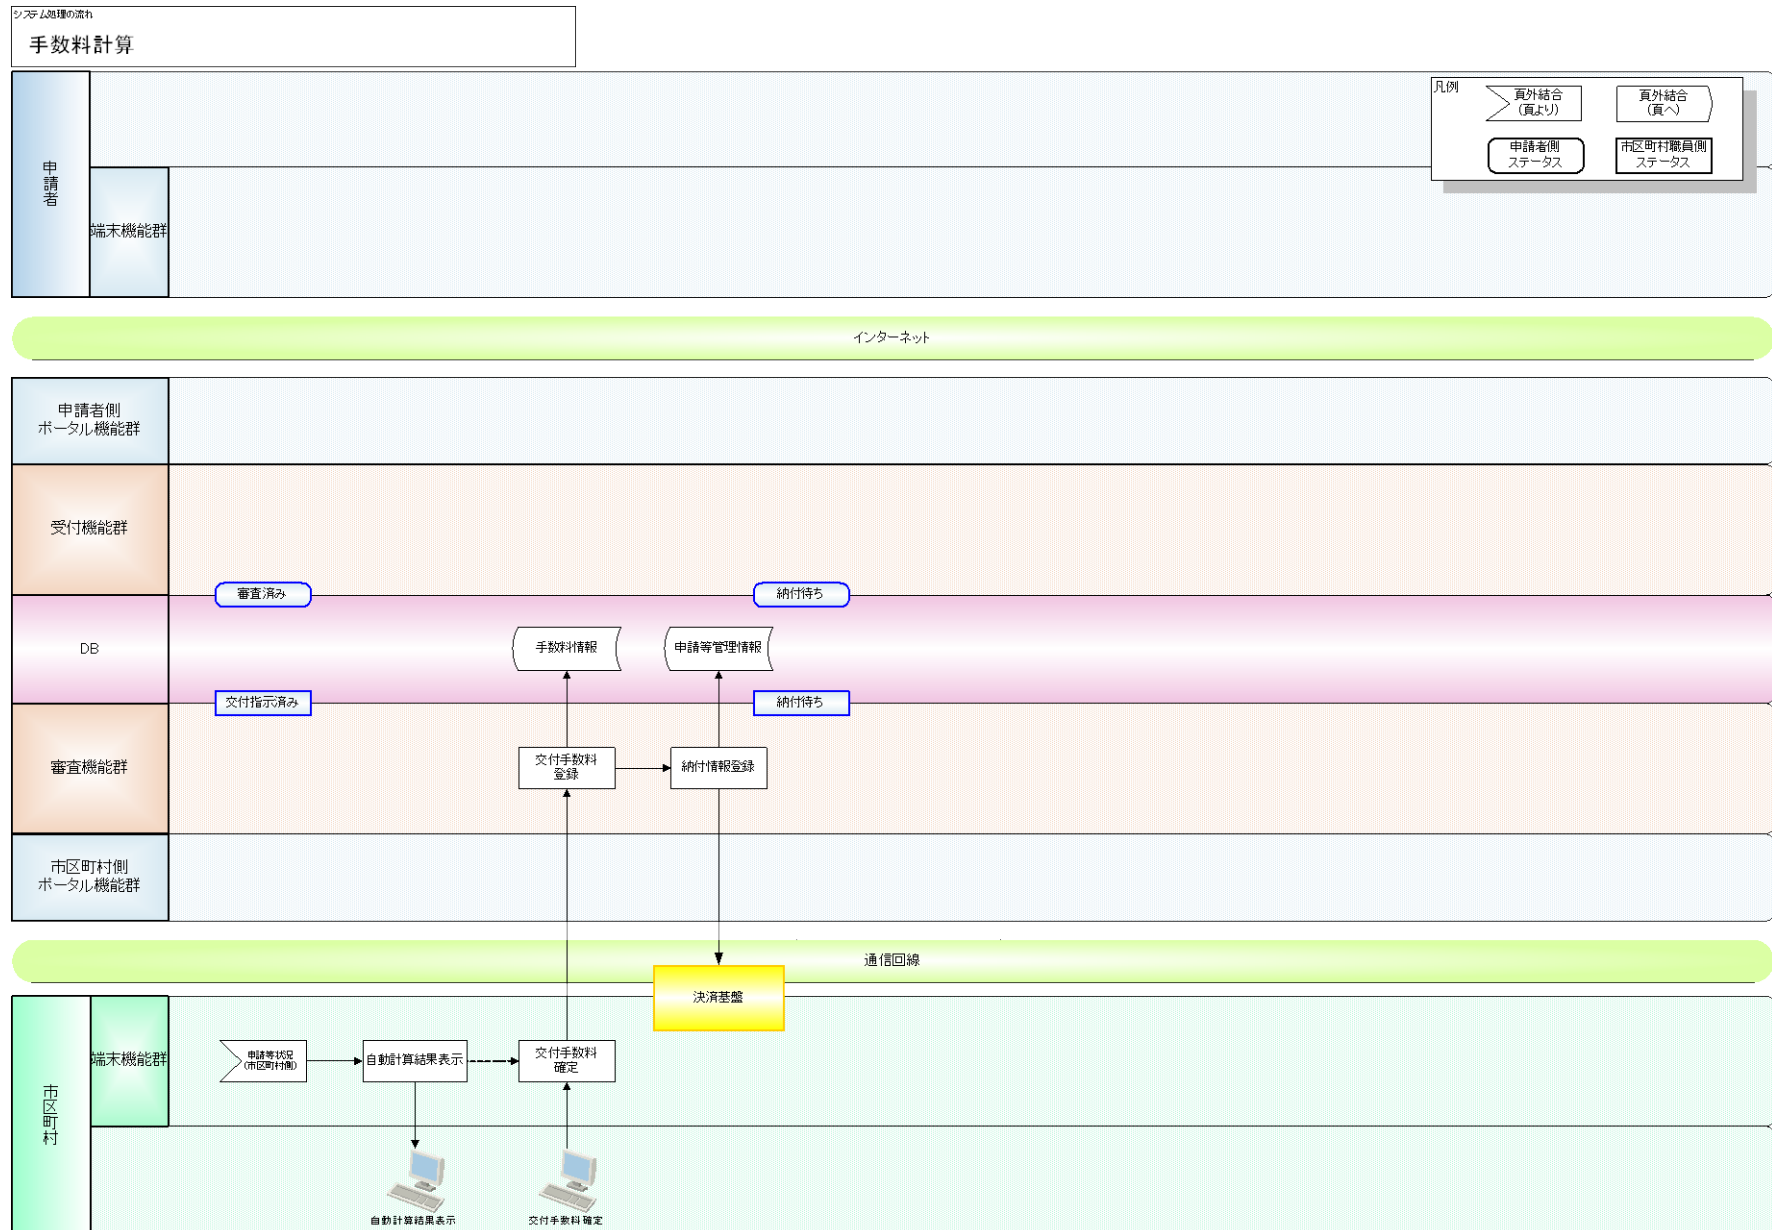 システム処理の流れ
手数料計算
凡例
頁外結合
(頁より)
頁外結合
(頁へ)
申請者側
ステータス
市区町村職員側
ステータス
申請者
端末機能群
インターネット
申請者側
ポータル機能群
受付機能群
審査済み
納付待ち
DB
手数料情報
申請等管理情報
交付指示済み
納付待ち
審査機能群
交付手数料
登録
納付情報登録
市区町村側
ポータル機能群
通信回線
決済基盤
市区町村
端末機能群
申請等状況
(市区町村側)
自動計算結果表示
交付手数料
確定
自動計算結果表示
交付手数料確定